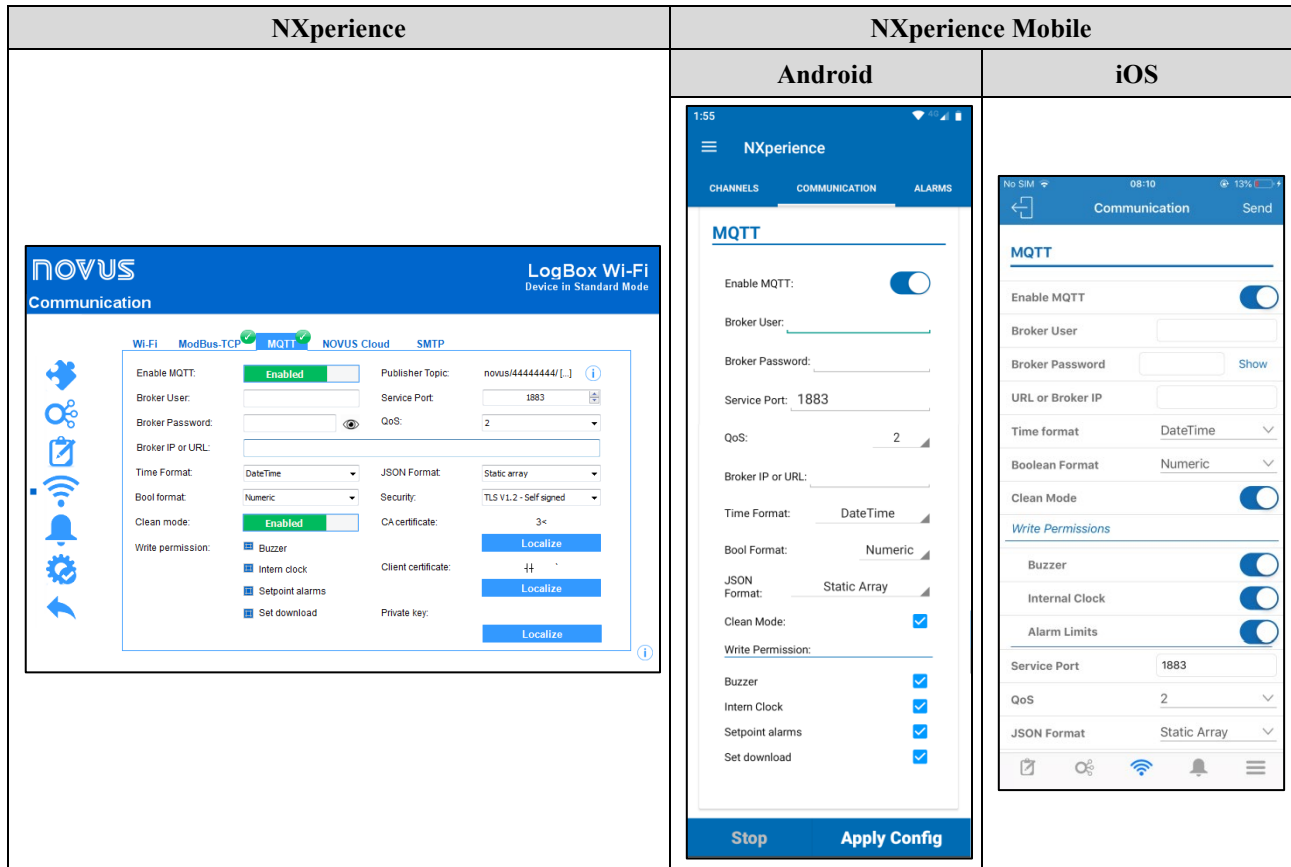 NXperience
NXperience Mobile
Android
iOS
novus
LogBox Wi-Fi
Device in Standard Mode
Communication
Wi-Fi ModBus-TCP MQTT NOVUS Cloud SMTP
Enable MQTT: Enabled Publisher Topic: novus/44444444/ [...]
Broker User: Service Port: 1883
Broker Password: QoS: 2
Broker IP or URL:
Time Format: DateTime JSON Format: Static array
Bool format: Numeric Security: TLS V1.2 - Self signed
Clean mode: Enabled CA certificate: 3<
Localize
Write permission: Buzzer
Intern clock Client certificate:
Setpoint alarms Localize
Set download Private key:
Localize
1:55 4G
NXperience
CHANNELS COMMUNICATION ALARMS
MQTT
Enable MQTT:
Broker User:
Broker Password:
Service Port: 1883
QoS: 2
Broker IP or URL:
Time Format: DateTime
Bool Format: Numeric
JSON
Format: Static Array
Clean Mode:
Write Permission:
Buzzer
Intern Clock
Setpoint alarms
Set download
Stop Apply Config
No SIM 08:10 13%
Communication Send
MQTT
Enable MQTT
Broker User
Broker Password Show
URL or Broker IP
Time format DateTime
Boolean Format Numeric
Clean Mode
Write Permissions
Buzzer
Internal Clock
Alarm Limits
Service Port 1883
QoS 2
JSON Format Static Array